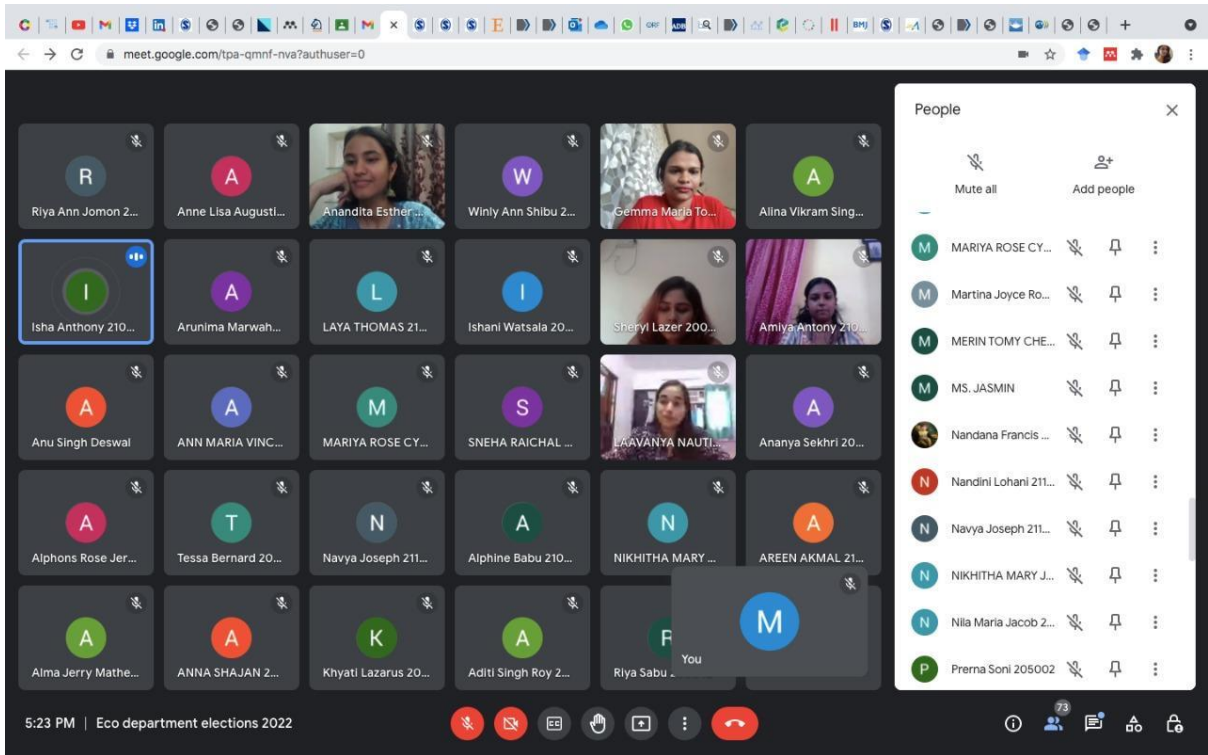 meet.google.com/tpa-qmnf-nva?authuser=0
R
Riya Ann Jomon 2...
A
Anne Lisa Augusti...
Anandita Esther ...
W
Winly Ann Shibu 2...
Gemma Maria To...
A
Alina Vikram Sing...
I
Isha Anthony 210...
A
Arunima Marwah...
L
LAYA THOMAS 21...
I
Ishani Watsala 20...
Sheryl Lazer 200...
Amiya Antony 210...
A
Anu Singh Deswal
A
ANN MARIA VINC...
M
MARIYA ROSE CY...
S
SNEHA RAICHAL ...
LAAVANYA NAUTI...
A
Ananya Sekhri 20...
A
Alphons Rose Jer...
T
Tessa Bernard 20...
N
Navya Joseph 211...
A
Alphine Babu 210...
N
NIKHITHA MARY ...
A
AREEN AKMAL 21...
A
Alma Jerry Mathe...
A
ANNA SHAJAN 2...
K
Khyati Lazarus 20...
A
Aditi Singh Roy 2...
R
Riya Sabu
M
You
People
Mute all
Add people
M MARIYA ROSE CY...
M Martina Joyce Ro...
M MERIN TOMY CHE...
M MS. JASMIN
Nandana Francis ...
N Nandini Lohani 211...
N Navya Joseph 211...
N NIKHITHA MARY J...
N Nila Maria Jacob 2...
P Prerna Soni 205002
5:23 PM | Eco department elections 2022
73